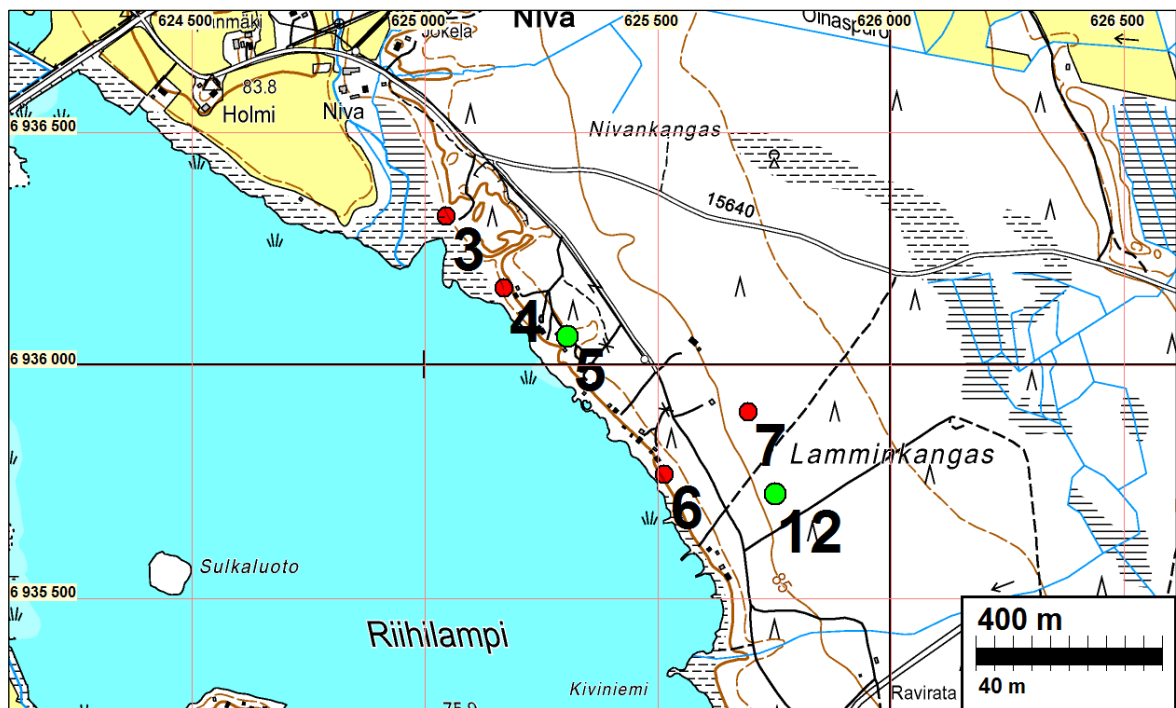 624 500
625 000
625 500
626 000
626 500
Niva
Jokela
83.8
Holmi
Niva
6 936 500
Nivankangas
15640
3
4
5
6 936 000
7
Lamminkangas
6
12
Sulkaluoto
85
6 935 500
Riihilampi
400 m
40 m
Kiviniemi
Ravirata
75.9